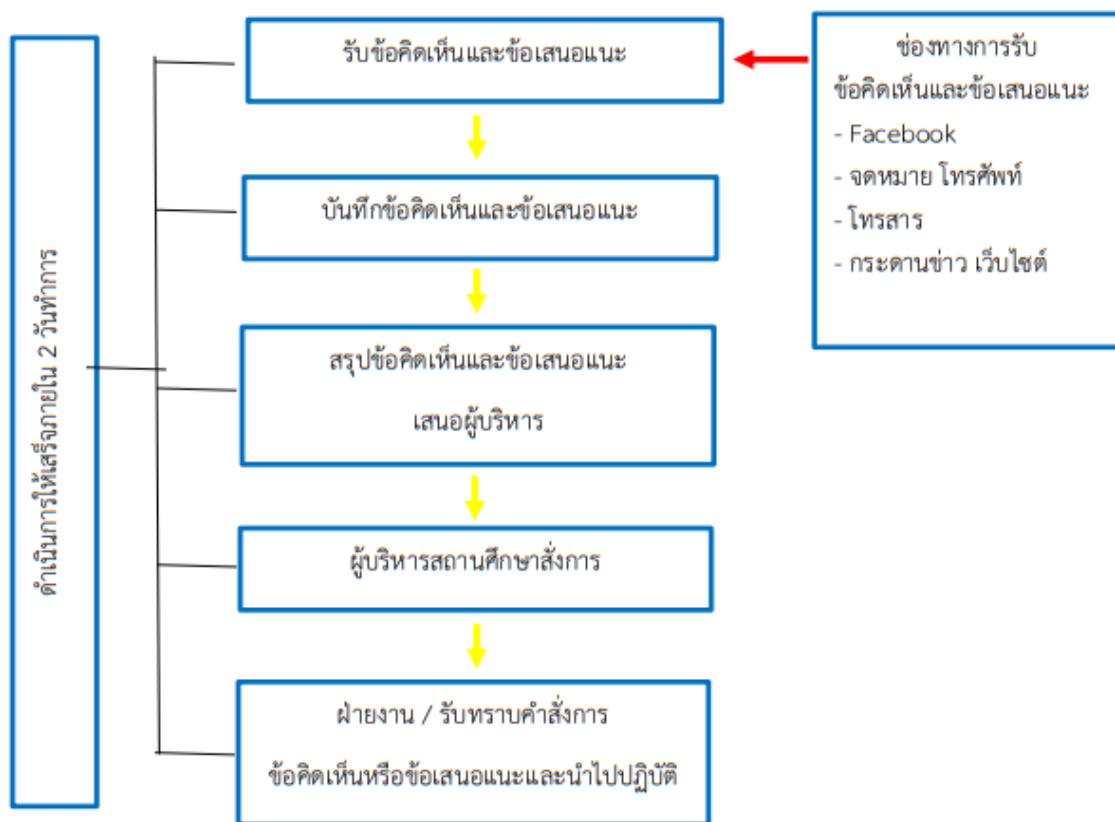 ดำเนินการให้เสร็จภายใน 2 วันทำการ
รับข้อคิดเห็นและข้อเสนอแนะ
บันทึกข้อคิดเห็นและข้อเสนอแนะ
สรุปข้อคิดเห็นและข้อเสนอแนะ
เสนอผู้บริหาร
ผู้บริหารสถานศึกษาสั่งการ
ฝ่ายงาน / รับทราบคำสั่งการ
ข้อคิดเห็นหรือข้อเสนอแนะและนำไปปฏิบัติ
ช่องทางการรับ
ข้อคิดเห็นและข้อเสนอแนะ
- Facebook
- จดหมาย โทรศัพท์
- โทรสาร
- กระดานข่าว เว็บไซต์